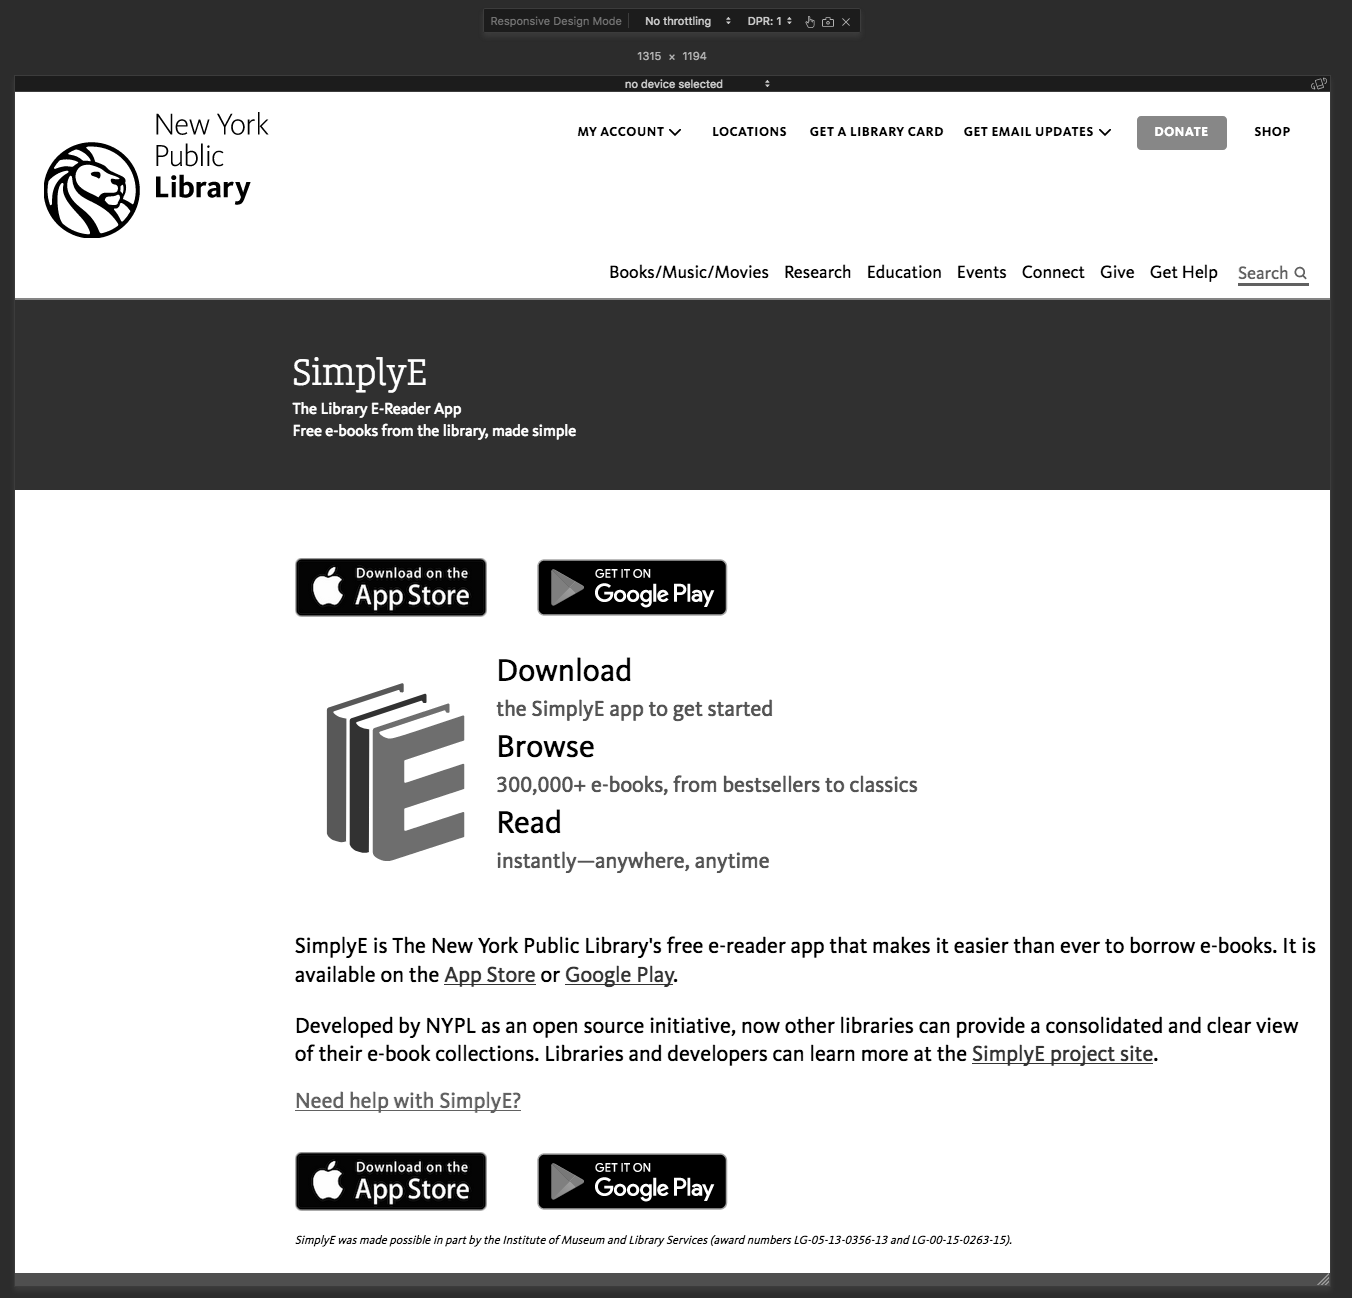 Responsive Design Mode No throttling DPR: 1
1315 × 1194
no device selected
New York
Public
Library
MY ACCOUNT LOCATIONS GET A LIBRARY CARD GET EMAIL UPDATES DONATE SHOP
Books/Music/Movies Research Education Events Connect Give Get Help Search
SimplyE
The Library E-Reader App
Free e-books from the library, made simple
Download on the
App Store
GET IT ON
Google Play
Download
the SimplyE app to get started
Browse
300,000+ e-books, from bestsellers to classics
Read
instantly—anywhere, anytime
SimplyE is The New York Public Library's free e-reader app that makes it easier than ever to borrow e-books. It is
available on the App Store or Google Play.
Developed by NYPL as an open source initiative, now other libraries can provide a consolidated and clear view
of their e-book collections. Libraries and developers can learn more at the SimplyE project site.
Need help with SimplyE?
Download on the
App Store
GET IT ON
Google Play
SimplyE was made possible in part by the Institute of Museum and Library Services (award numbers LG-05-13-0356-13 and LG-00-15-0263-15).